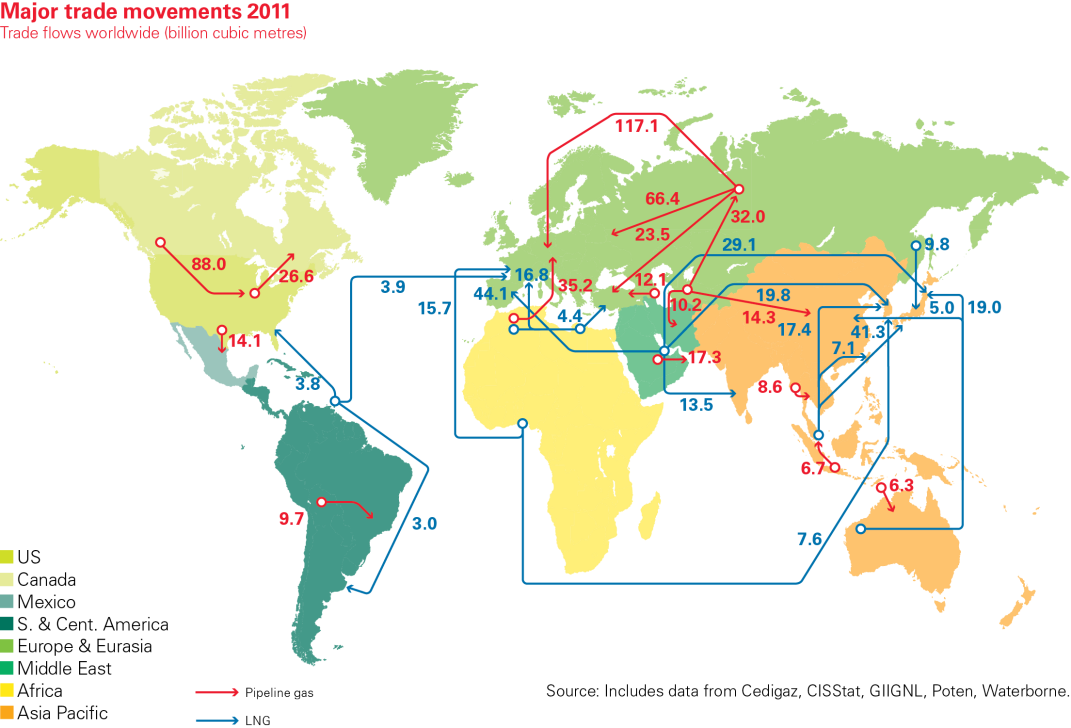 Major trade movements 2011
Trade flows worldwide (billion cubic metres)
117.1
66.4
32.0
23.5
29.1
9.8
88.0
26.6
3.9
16.8
35.2
12.1
44.1
10.2
19.8
15.7
4.4
14.3
17.4
41.3
5.0
19.0
14.1
7.1
17.3
3.8
13.5
8.6
6.7
6.3
9.7
3.0
7.6
US
Canada
Mexico
S. & Cent. America
Europe & Eurasia
Middle East
Africa
Asia Pacific
Pipeline gas
LNG
Source: Includes data from Cedigaz, CISStat, GIIGNL, Poten, Waterborne.